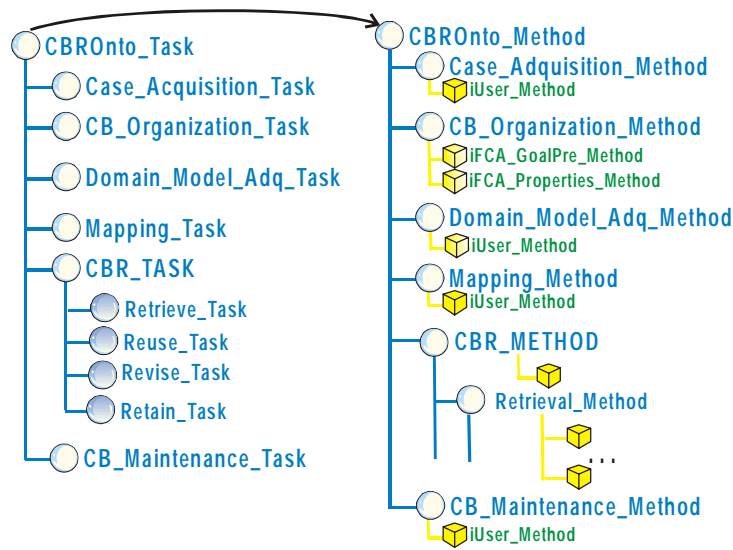 CBROnto_Task
Case_Acquisition_Task
CB_Organization_Task
Domain_Model_Adq_Task
Mapping_Task
CBR_TASK
Retrieve_Task
Reuse_Task
Revise_Task
Retain_Task
CB_Maintenance_Task
CBROnto_Method
Case_Adquisition_Method
iUser_Method
CB_Organization_Method
iFCA_GoalPre_Method
iFCA_Properties_Method
Domain_Model_Adq_Method
iUser_Method
Mapping_Method
iUser_Method
CBR_METHOD
Retrieval_Method
...
CB_Maintenance_Method
iUser_Method